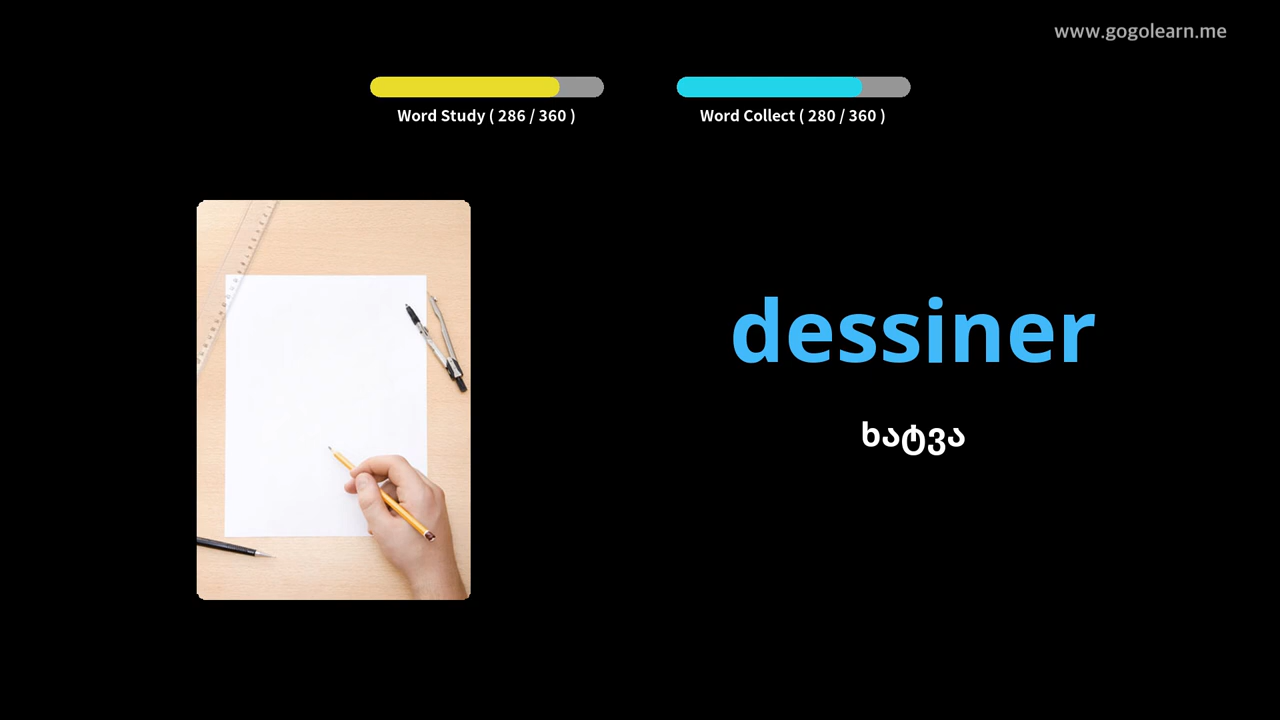 www.gogolearn.me
Word Study ( 286 / 360 )
Word Collect ( 280 / 360 )
dessiner
ხატვა